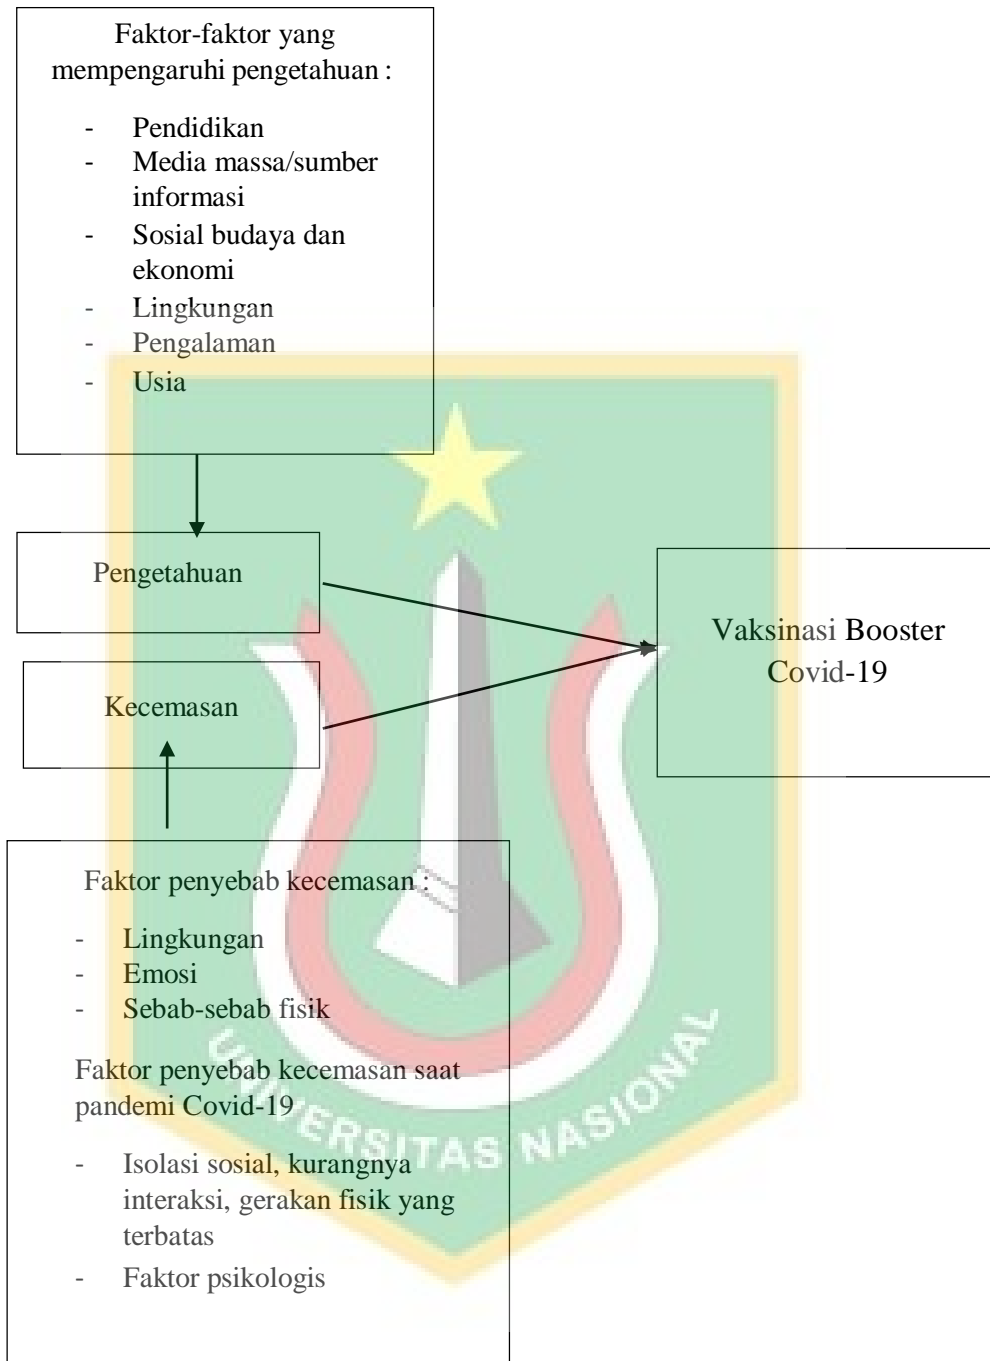 Faktor-faktor yang
mempengaruhi pengetahuan :
- Pendidikan
- Media massa/sumber
informasi
- Sosial budaya dan
ekonomi
- Lingkungan
- Pengalaman
- Usia
Pengetahuan
Kecemasan
Vaksinasi Booster
Covid-19
Faktor penyebab kecemasan :
- Lingkungan
- Emosi
- Sebab-sebab fisik
Faktor penyebab kecemasan saat
pandemi Covid-19
- Isolasi sosial, kurangnya
interaksi, gerakan fisik yang
terbatas
- Faktor psikologis
UNIVERSITAS NASIONAL